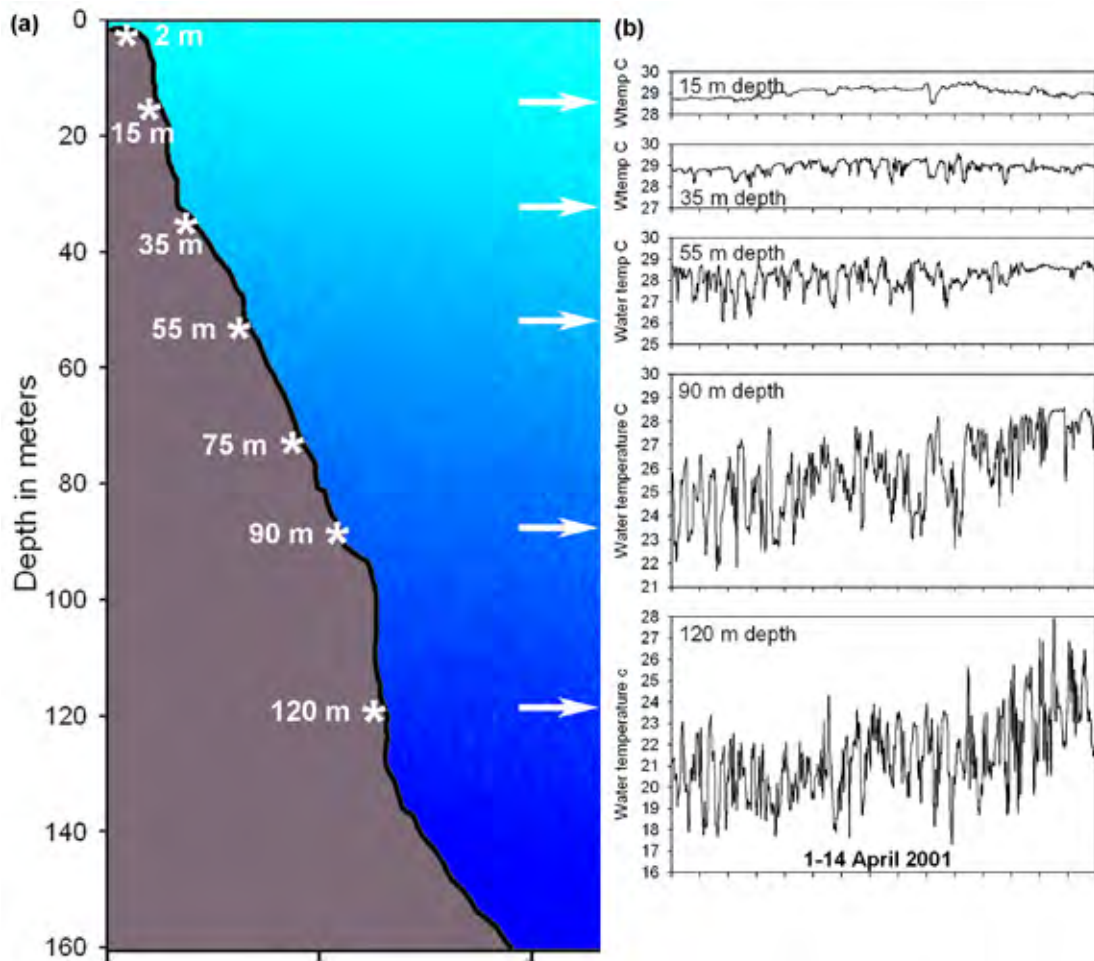 (a)
0
20
40
60
80
100
120
140
160
Depth in meters
2 m
15 m
35 m
55 m
75 m
90 m
120 m
(b)
Wtemp C
30
29
28
15 m depth
Wtemp C
30
29
28
27
35 m depth
Water temp C
30
29
28
27
26
25
55 m depth
Water temperature C
30
29
28
27
26
25
24
23
22
21
90 m depth
Water temperature c
28
27
26
25
24
23
22
21
20
19
18
17
16
120 m depth
1-14 April 2001